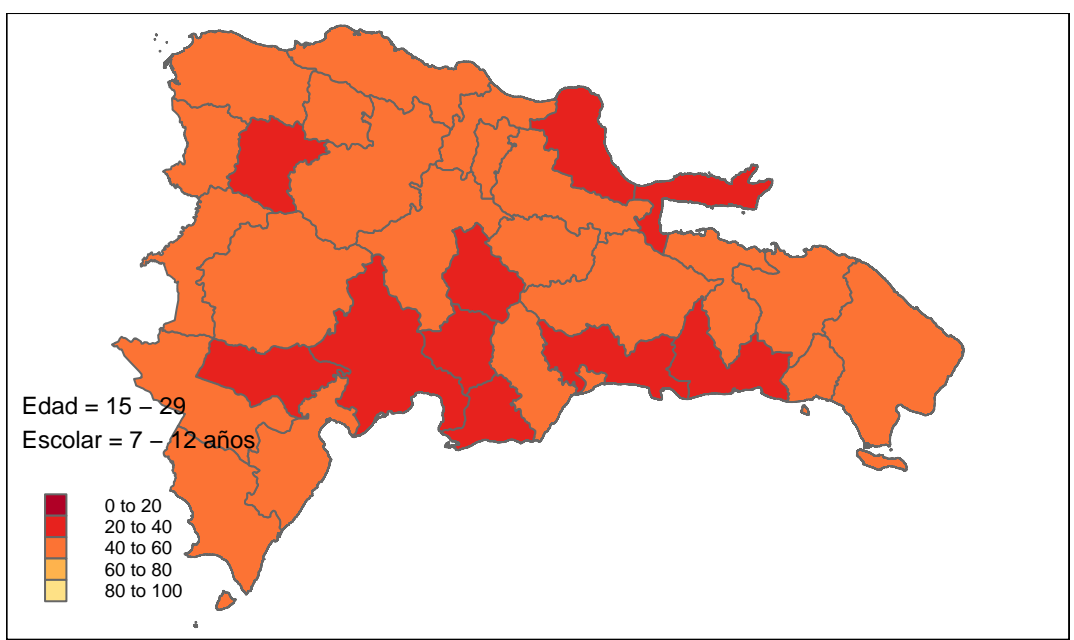 Edad = 15 – 29
Escolar = 7 – 12 años
0 to 20
20 to 40
40 to 60
60 to 80
80 to 100